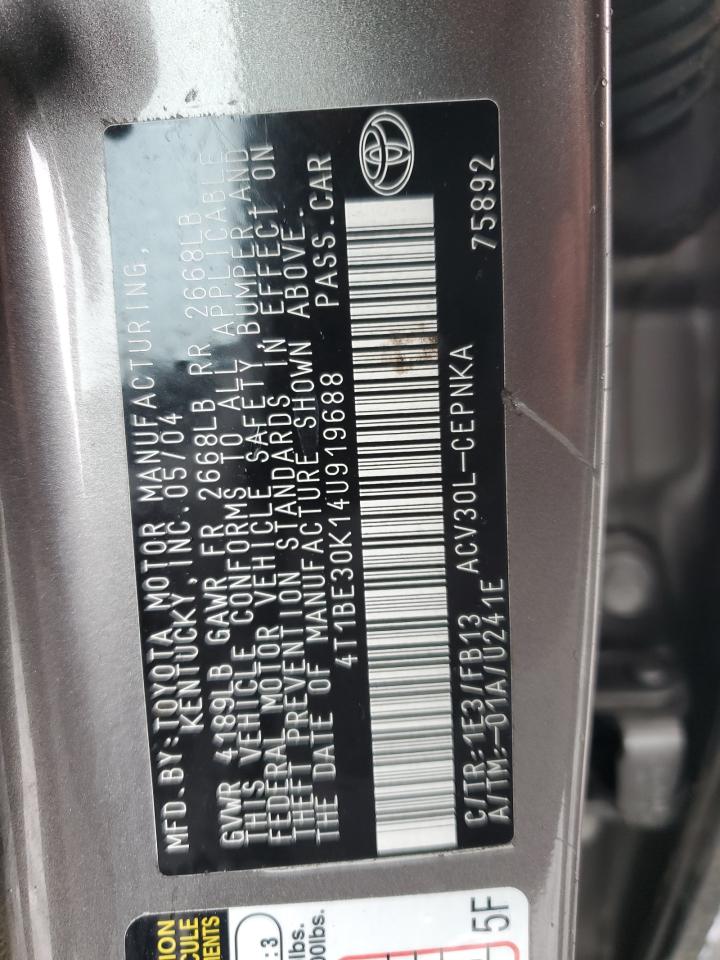 MFD.BY:TOYOTA MOTOR MANUFACTURING,
KENTUCKY,INC.05/04
GVWR 4189LB GAWR FR 2668LB RR 2668LB
THIS VEHICLE CONFORMS TO ALL APPLICABLE
FEDERAL MOTOR VEHICLE SAFETY, BUMPER AND
THEFT PREVENTION STANDARDS IN EFFECT ON
THE DATE OF MANUFACTURE SHOWN ABOVE.
4T1BE30K14U919688 PASS.CAR
C/TR:1E3/FB13 ACV30L-CEPNKA
A/TM:-01A/U241E 75892
5F